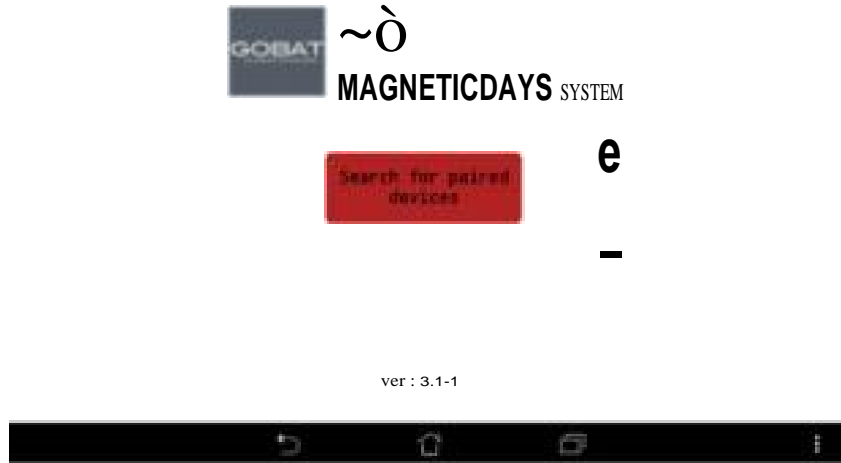 GOBAT
~ò
MAGNETICDAYS SYSTEM
e
Search for paired
devices
-
ver : 3.1-1